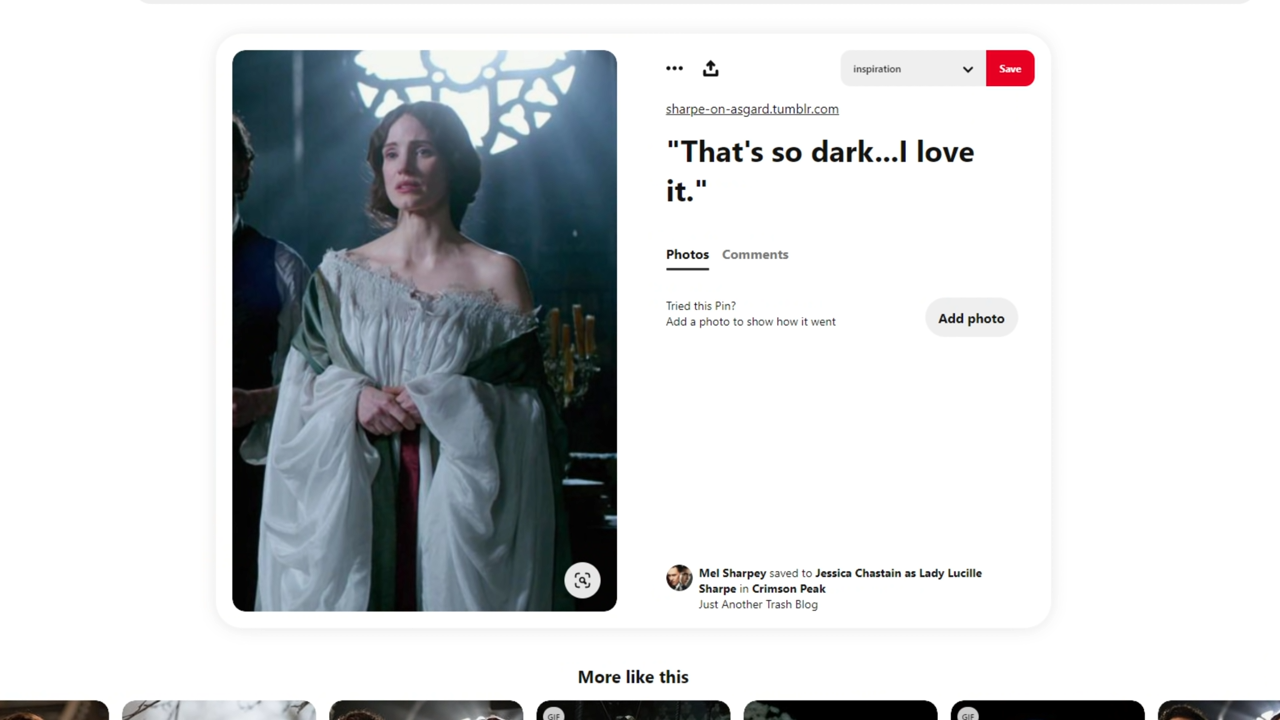 inspiration
Save
sharpe-on-asgard.tumblr.com
"That's so dark...I love
it."
Photos Comments
Tried this Pin?
Add a photo to show how it went
Add photo
Mel Sharpey saved to Jessica Chastain as Lady Lucille
Sharpe in Crimson Peak
Just Another Trash Blog
More like this
GIF
GIF